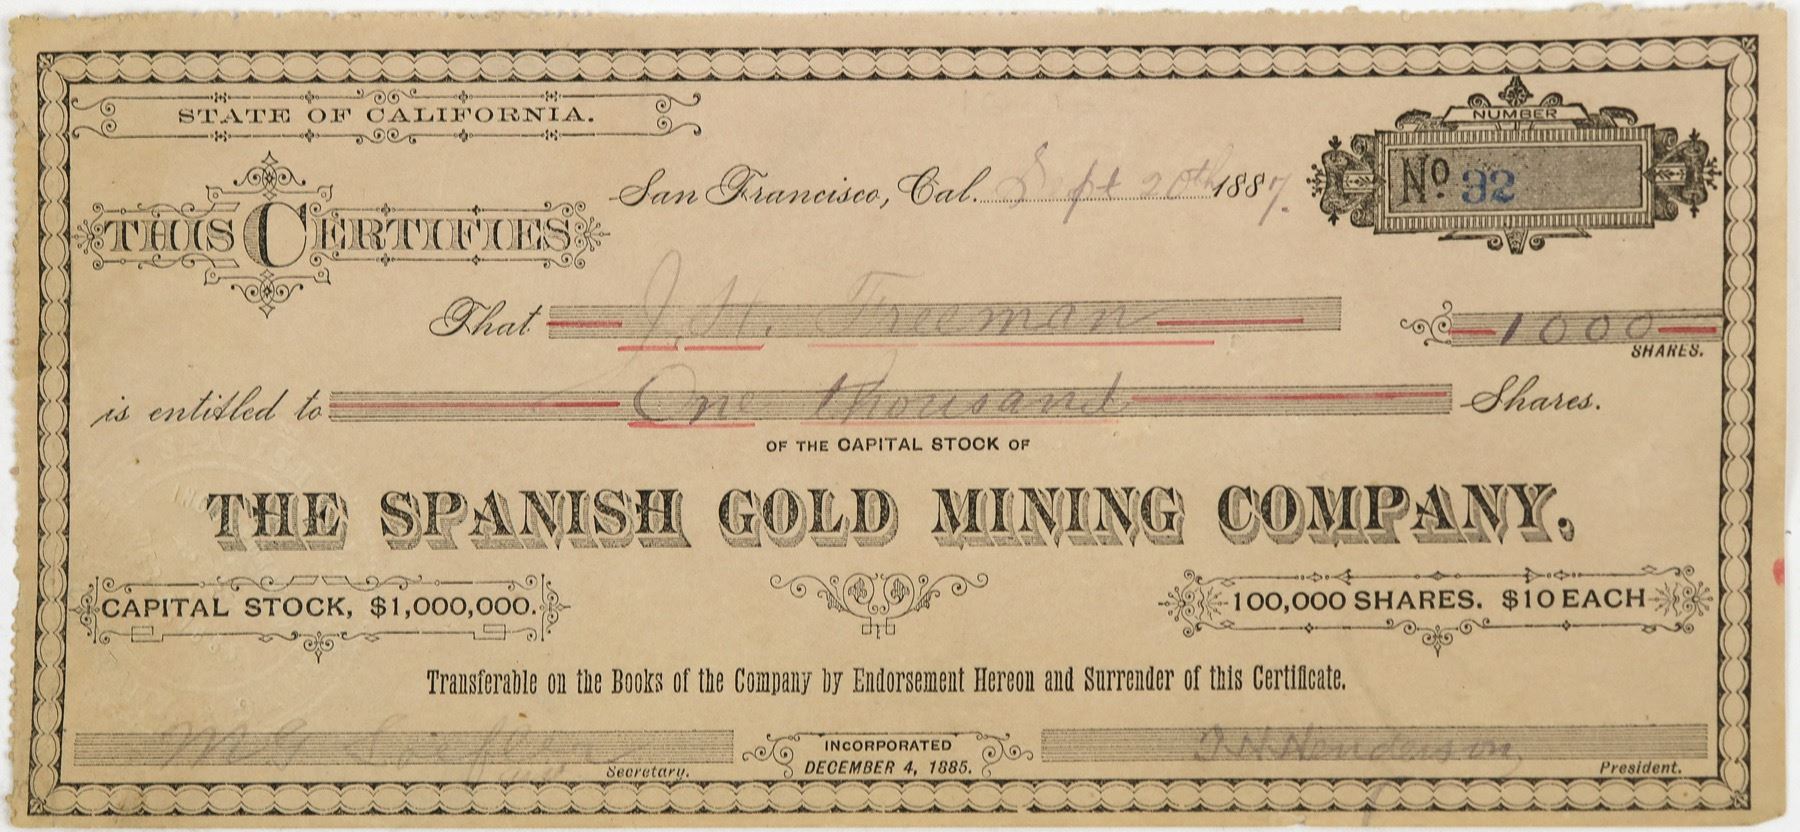 STATE OF CALIFORNIA.
NUMBER
San Francisco, Cal. Sept 20th 1887.
No 32
THIS CERTIFIES
That J. H. Freeman 1000
SHARES.
is entitled to One thousand Shares.
OF THE CAPITAL STOCK OF
THE SPANISH GOLD MINING COMPANY.
CAPITAL STOCK, $1,000,000.
100,000 SHARES. $10 EACH
Transferable on the Books of the Company by Endorsement Hereon and Surrender of this Certificate.
M G
Secretary.
INCORPORATED
DECEMBER 4, 1885.
Henderson
President.